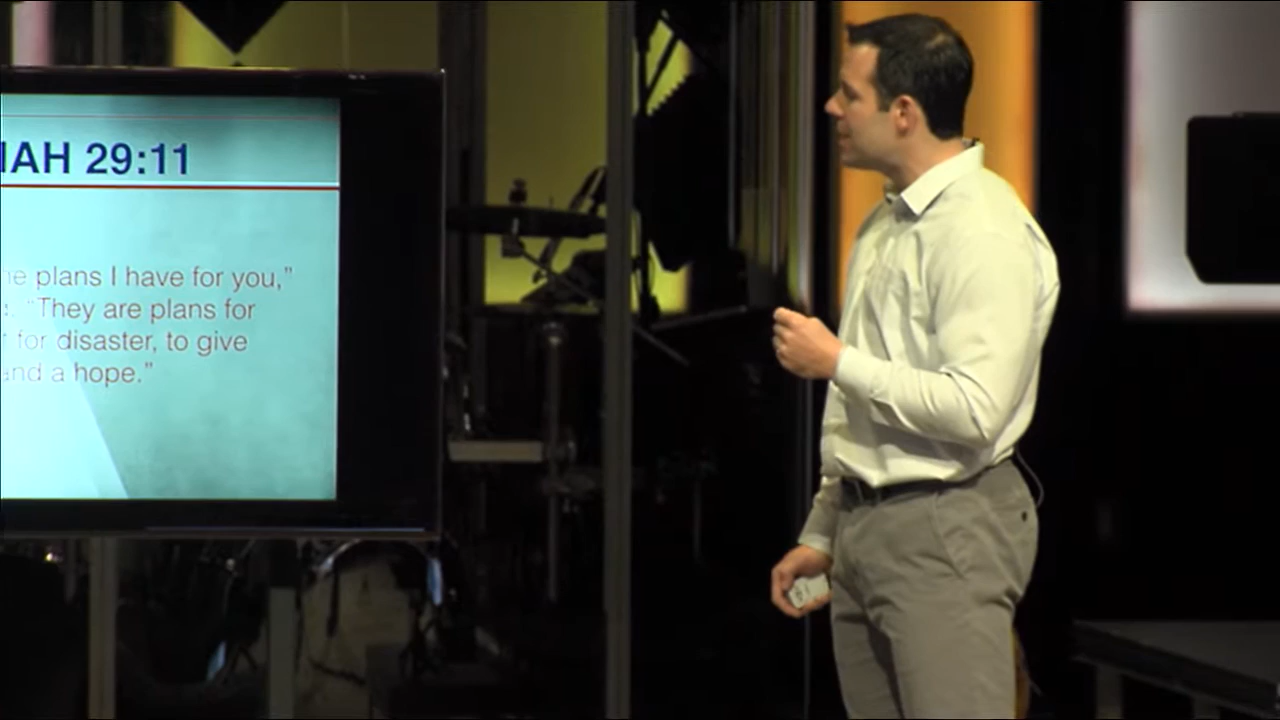 IAH 29:11
he plans I have for you,”
“They are plans for
for disaster, to give
and a hope.”